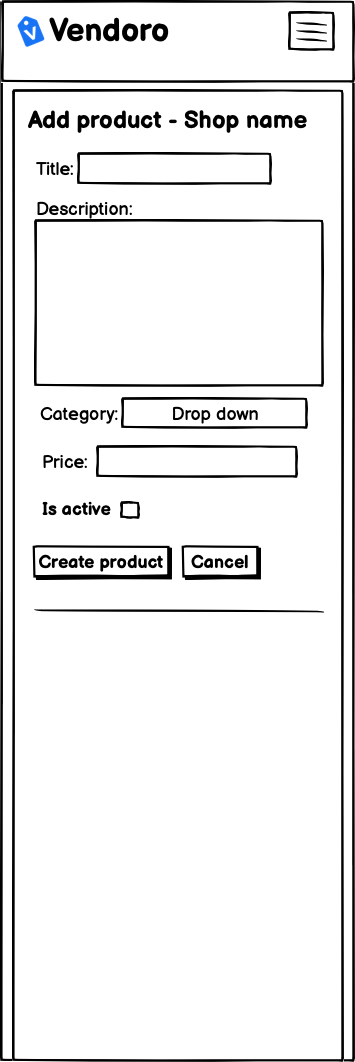 Vendoro
Add product - Shop name
Title:
Description:
Category: Drop down
Price:
Is active
Create product Cancel